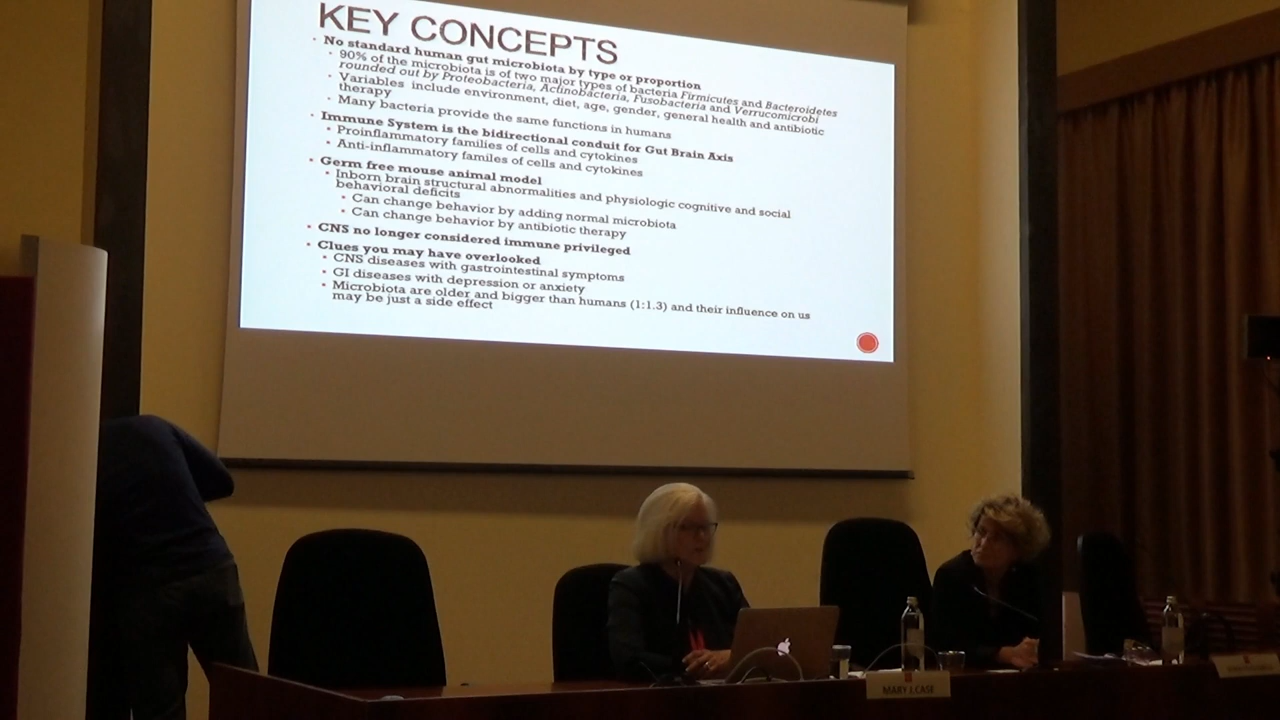 KEY CONCEPTS
No standard human gut microbiota by type or proportion
90% of the microbiota is of two major types of bacteria Firmicutes and Bacteroidetes
rounded out by Proteobacteria, Actinobacteria, Fusobacteria and Verrucomicrobi
Variables include environment, diet, age, gender, general health and antibiotic
therapy
Many bacteria provide the same functions in humans
Immune System is the bidirectional conduit for Gut Brain Axis
Proinflammatory families of cells and cytokines
Anti-inflammatory familes of cells and cytokines
Germ free mouse animal model
Inborn brain structural abnormalities and physiologic cognitive and social
behavioral deficits
Can change behavior by adding normal microbiota
Can change behavior by antibiotic therapy
CNS no longer considered immune privileged
Clues you may have overlooked
CNS diseases with gastrointestinal symptoms
GI diseases with depression or anxiety
Microbiota are older and bigger than humans (1:1.3) and their influence on us
may be just a side effect
MARY J.CASE